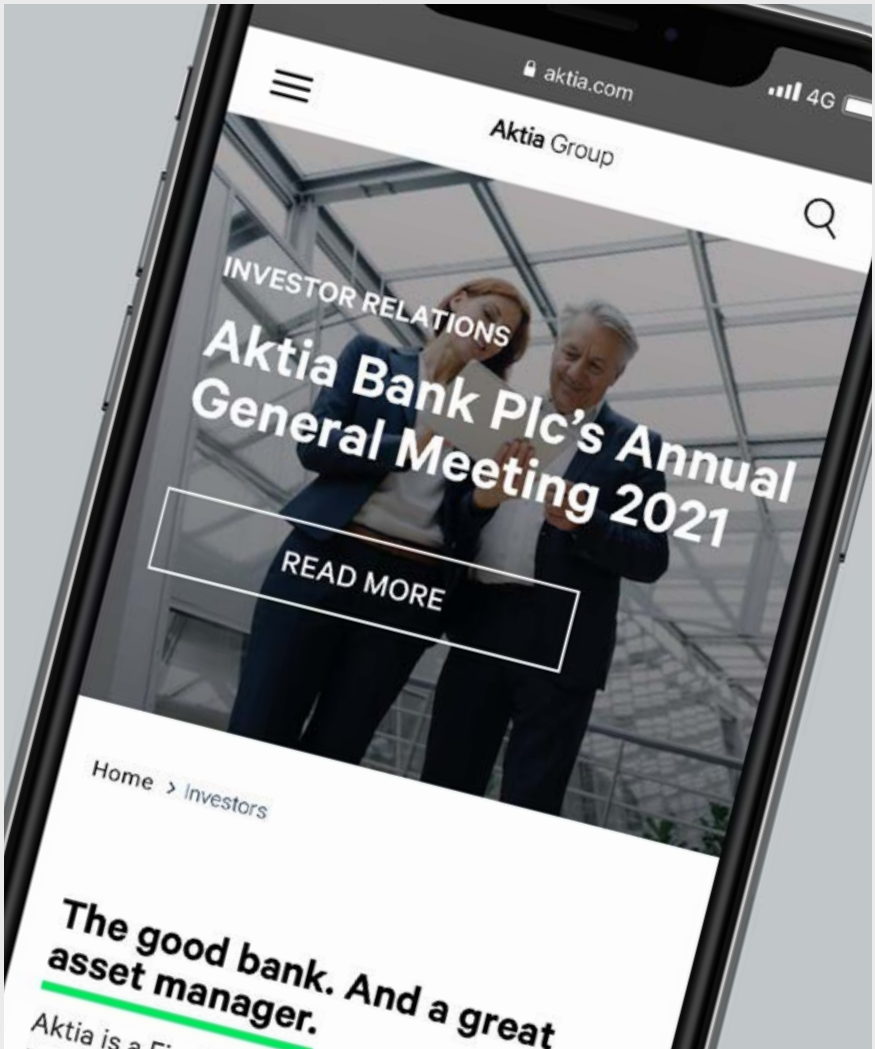 aktia.com
4G
Aktia Group
INVESTOR RELATIONS
Aktia Bank Plc’s Annual
General Meeting 2021
READ MORE
Home > Investors
The good bank. And a great
asset manager.
Aktia is a